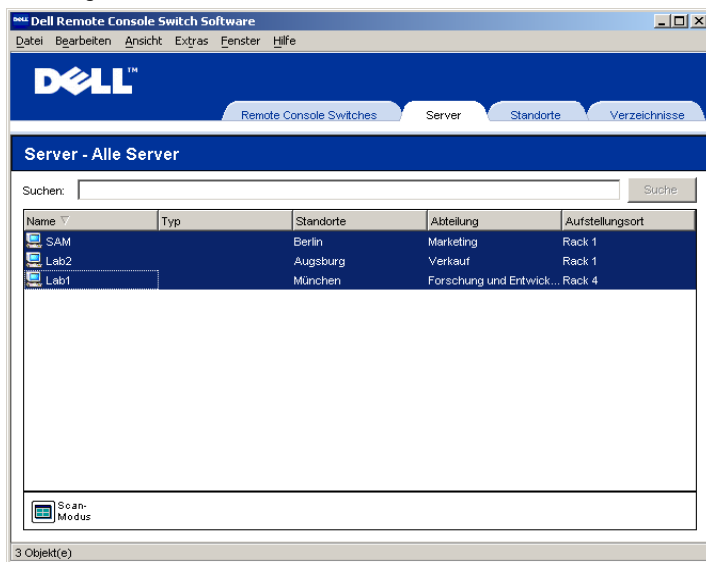 Dell Remote Console Switch Software
Datei Bearbeiten Ansicht Extras Fenster Hilfe
DELL™
Remote Console Switches Server Standorte Verzeichnisse
Server - Alle Server
Suchen: Suche
Name Typ Standorte Abteilung Aufstellungsort
SAM Berlin Marketing Rack 1
Lab2 Augsburg Verkauf Rack 1
Lab1 München Forschung und Entwick... Rack 4
Scan-
Modus
3 Objekt(e)